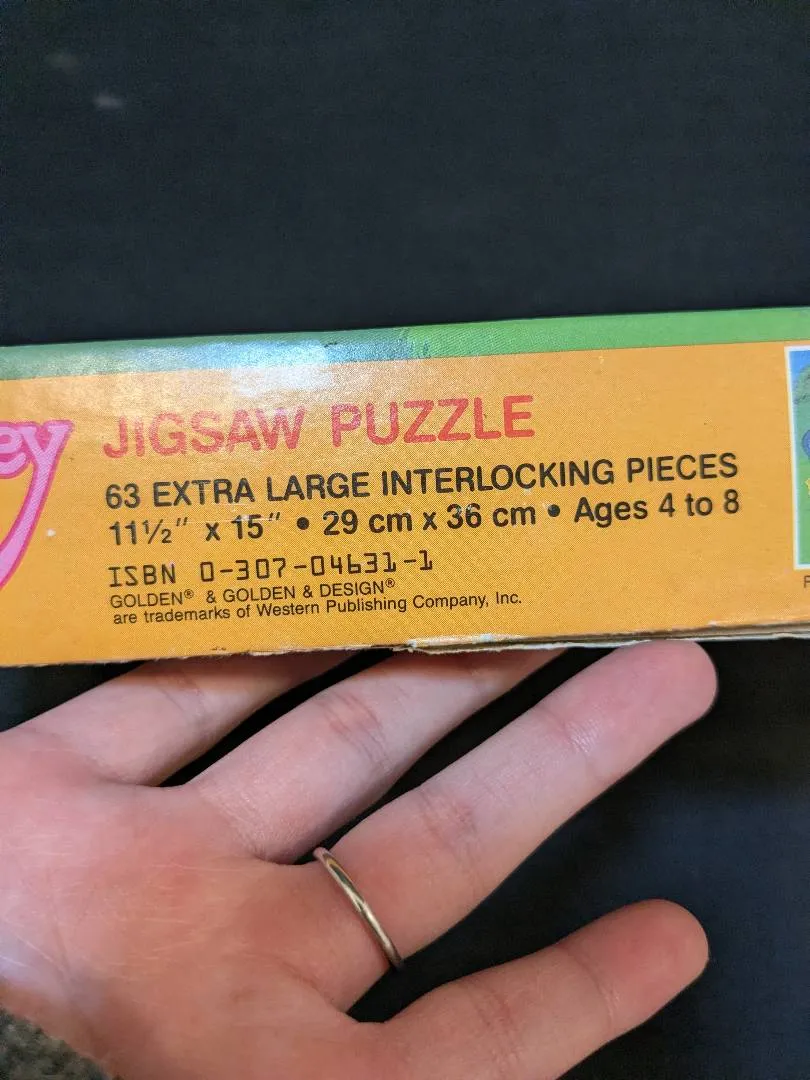 ey
JIGSAW PUZZLE
63 EXTRA LARGE INTERLOCKING PIECES
11½" x 15" • 29 cm x 36 cm • Ages 4 to 8
ISBN 0-307-04631-1
GOLDEN® & GOLDEN & DESIGN®
are trademarks of Western Publishing Company, Inc.